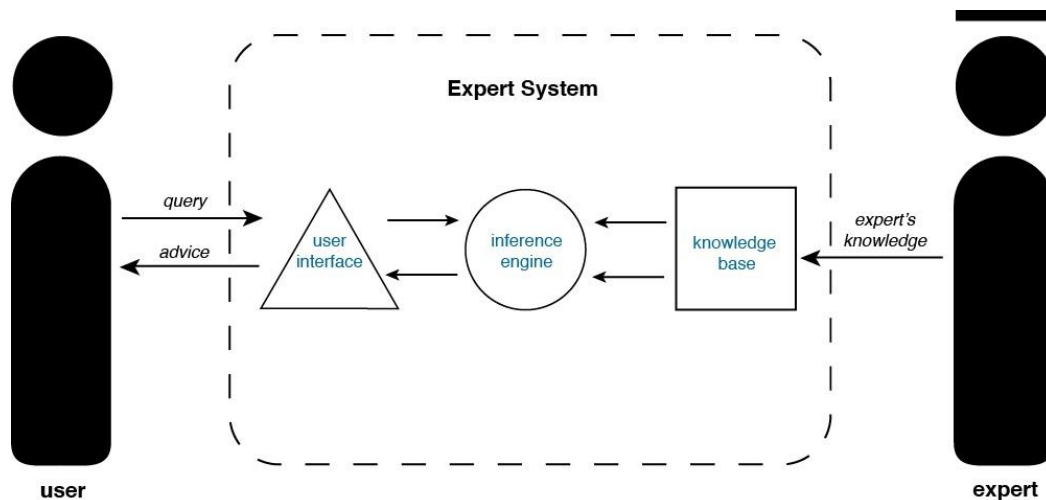 Expert System
query
advice
user
interface
inference
engine
knowledge
base
expert's
knowledge
user
expert